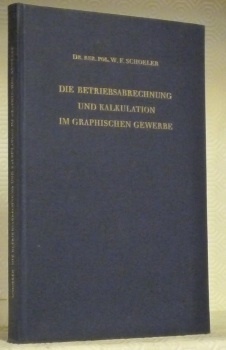 DR. RER. POL. W. F. SCHOELER
DIE BETRIEBSABRECHNUNG
UND KALKULATION
IM GRAPHISCHEN GEWERBE